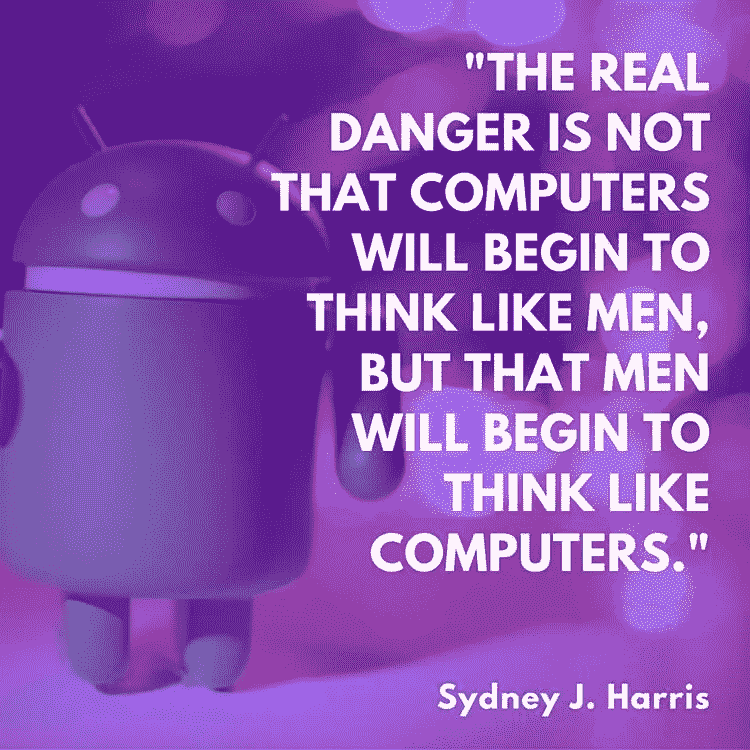 "THE REAL
DANGER IS NOT
THAT COMPUTERS
WILL BEGIN TO
THINK LIKE MEN,
BUT THAT MEN
WILL BEGIN TO
THINK LIKE
COMPUTERS."
Sydney J. Harris